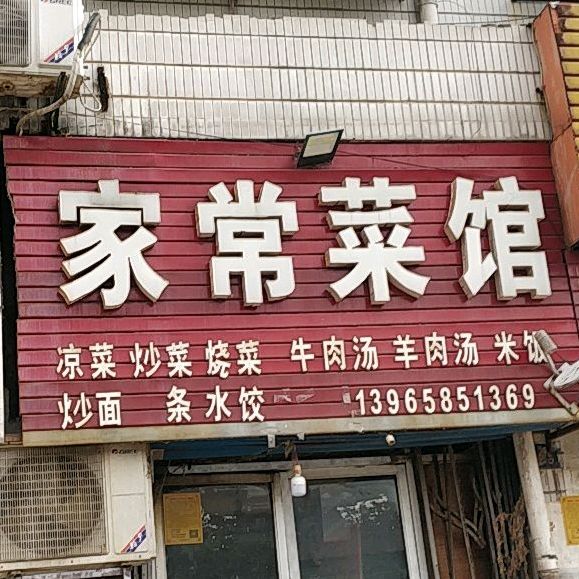 家常菜馆
凉菜 炒菜 烧菜 牛肉汤 羊肉汤 米饭
炒面 条 水饺 13965851369